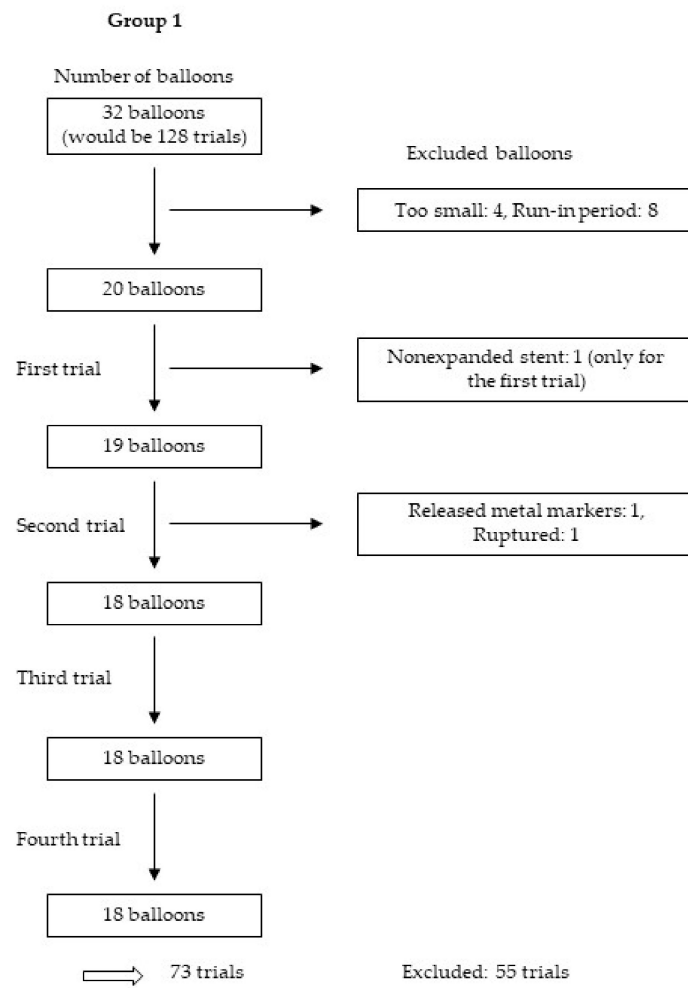 Group 1
Number of balloons
32 balloons
(would be 128 trials)
Excluded balloons
Too small: 4, Run-in period: 8
20 balloons
First trial
Nonexpanded stent: 1 (only for
the first trial)
19 balloons
Second trial
Released metal markers: 1,
Ruptured: 1
18 balloons
Third trial
18 balloons
Fourth trial
18 balloons
73 trials
Excluded: 55 trials